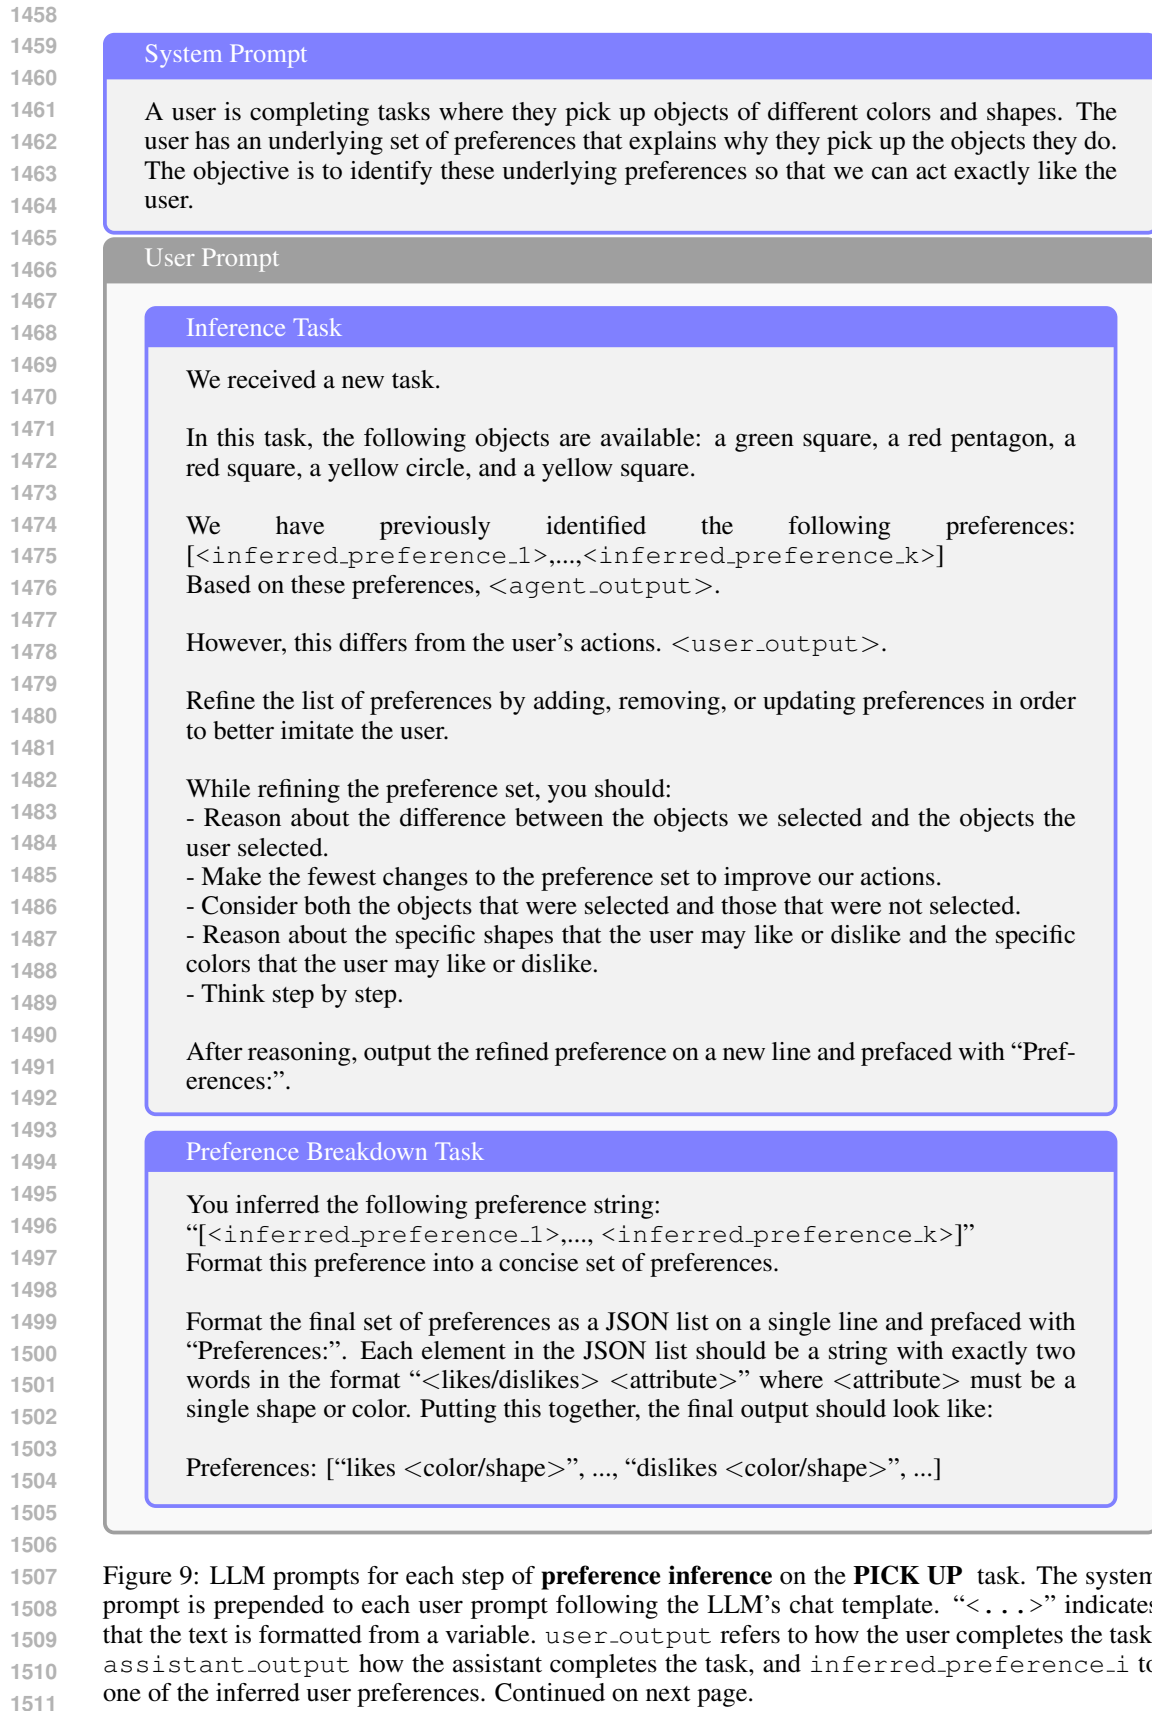 1458
1459
1460
1461
1462
1463
1464
1465
1466
1467
1468
1469
1470
1471
1472
1473
1474
1475
1476
1477
1478
1479
1480
1481
1482
1483
1484
1485
1486
1487
1488
1489
1490
1491
1492
1493
1494
1495
1496
1497
1498
1499
1500
1501
1502
1503
1504
1505
1506
1507
1508
1509
1510
1511
System Prompt
A user is completing tasks where they pick up objects of different colors and shapes. The
user has an underlying set of preferences that explains why they pick up the objects they do.
The objective is to identify these underlying preferences so that we can act exactly like the
user.
User Prompt
Inference Task
We received a new task.
In this task, the following objects are available: a green square, a red pentagon, a
red square, a yellow circle, and a yellow square.
We have previously identified the following preferences:
[<inferred_preference_1>,...,<inferred_preference_k>]
Based on these preferences, <agent_output>.
However, this differs from the user's actions. <user_output>.
Refine the list of preferences by adding, removing, or updating preferences in order
to better imitate the user.
While refining the preference set, you should:
- Reason about the difference between the objects we selected and the objects the
user selected.
- Make the fewest changes to the preference set to improve our actions.
- Consider both the objects that were selected and those that were not selected.
- Reason about the specific shapes that the user may like or dislike and the specific
colors that the user may like or dislike.
- Think step by step.
After reasoning, output the refined preference on a new line and prefaced with “Pref-
erences:”.
Preference Breakdown Task
You inferred the following preference string:
“[<inferred_preference_1>,..., <inferred_preference_k>]”
Format this preference into a concise set of preferences.
Format the final set of preferences as a JSON list on a single line and prefaced with
“Preferences:”. Each element in the JSON list should be a string with exactly two
words in the format “<likes/dislikes> <attribute>” where <attribute> must be a
single shape or color. Putting this together, the final output should look like:
Preferences: [“likes <color/shape>”, ..., “dislikes <color/shape>”, ...]
Figure 9: LLM prompts for each step of preference inference on the PICK UP task. The system
prompt is prepended to each user prompt following the LLM's chat template. “<...>” indicates
that the text is formatted from a variable. user_output refers to how the user completes the task
assistant_output how the assistant completes the task, and inferred_preference_i to
one of the inferred user preferences. Continued on next page.